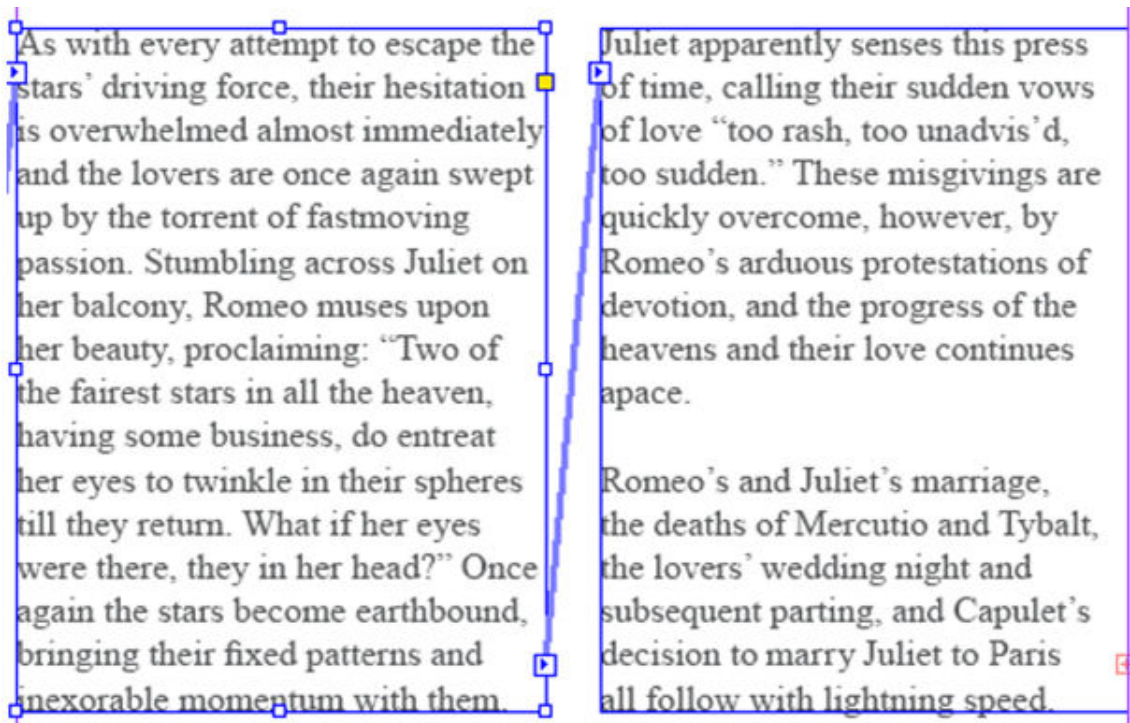 As with every attempt to escape the
stars’ driving force, their hesitation
is overwhelmed almost immediately
and the lovers are once again swept
up by the torrent of fastmoving
passion. Stumbling across Juliet on
her balcony, Romeo muses upon
her beauty, proclaiming: “Two of
the fairest stars in all the heaven,
having some business, do entreat
her eyes to twinkle in their spheres
till they return. What if her eyes
were there, they in her head?” Once
again the stars become earthbound,
bringing their fixed patterns and
inexorable momentum with them.
Juliet apparently senses this press
of time, calling their sudden vows
of love “too rash, too unadvis’d,
too sudden.” These misgivings are
quickly overcome, however, by
Romeo’s arduous protestations of
devotion, and the progress of the
heavens and their love continues
apace.
Romeo’s and Juliet’s marriage,
the deaths of Mercutio and Tybalt,
the lovers’ wedding night and
subsequent parting, and Capulet’s
decision to marry Juliet to Paris
all follow with lightning speed.